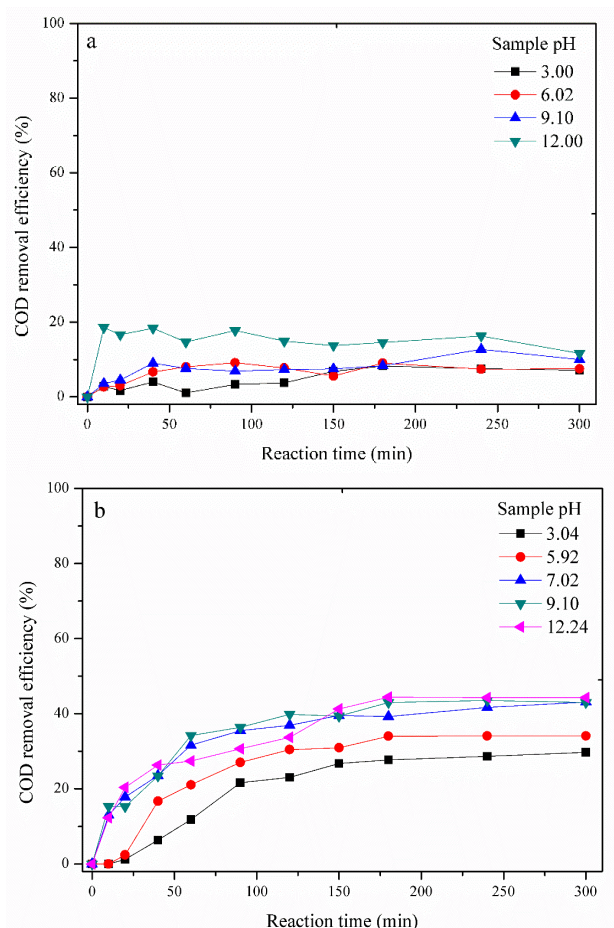 a
Sample pH
3.00
6.02
9.10
12.00
100
80
60
40
20
0
COD removal efficiency (%)
0 50 100 150 200 250 300
Reaction time (min)
b
Sample pH
3.04
5.92
7.02
9.10
12.24
100
80
60
40
20
0
COD removal efficiency (%)
0 50 100 150 200 250 300
Reaction time (min)